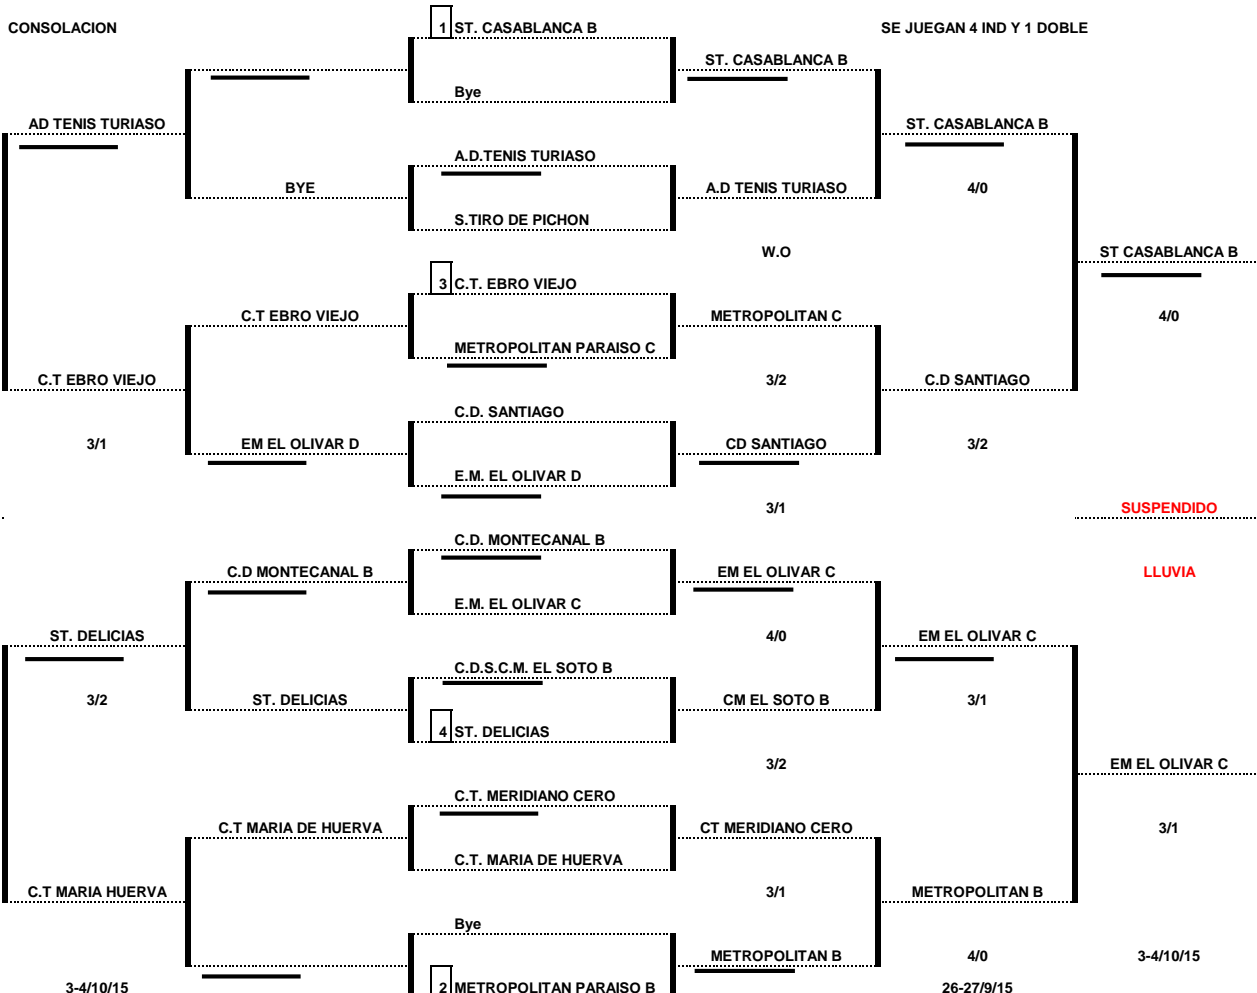 CONSOLACION 1 ST. CASABLANCA B SE JUEGAN 4 IND Y 1 DOBLE
ST. CASABLANCA B
Bye
AD TENIS TURIASO ST. CASABLANCA B
A.D.TENIS TURIASO
BYE A.D TENIS TURIASO 4/0
S.TIRO DE PICHON
W.O ST CASABLANCA B
3 C.T. EBRO VIEJO
C.T EBRO VIEJO METROPOLITAN C 4/0
METROPOLITAN PARAISO C
C.T EBRO VIEJO 3/2 C.D SANTIAGO
C.D. SANTIAGO
3/1 EM EL OLIVAR D CD SANTIAGO 3/2
E.M. EL OLIVAR D
3/1 SUSPENDIDO
C.D. MONTECANAL B
C.D MONTECANAL B EM EL OLIVAR C LLUVIA
E.M. EL OLIVAR C
ST. DELICIAS 4/0 EM EL OLIVAR C
C.D.S.C.M. EL SOTO B
3/2 ST. DELICIAS CM EL SOTO B 3/1
4 ST. DELICIAS
3/2 EM EL OLIVAR C
C.T. MERIDIANO CERO
C.T MARIA DE HUERVA CT MERIDIANO CERO 3/1
C.T. MARIA DE HUERVA
C.T MARIA HUERVA 3/1 METROPOLITAN B
Bye
METROPOLITAN B 4/0 3-4/10/15
3-4/10/15 2 METROPOLITAN PARAISO B 26-27/9/15